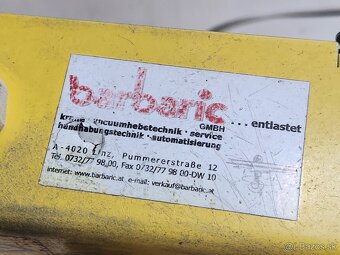 barbaric
GMBH
...entlastet
krane · vacuumhebetechnik · service
handhabungstechnik · automatisierung
A - 4020 Linz, Pummererstraße 12
Tel. 0732/77 98 00, Fax 0732/77 98 00-DW 10
internet: www.barbaric.at e-mail: verkauf@barbaric.at